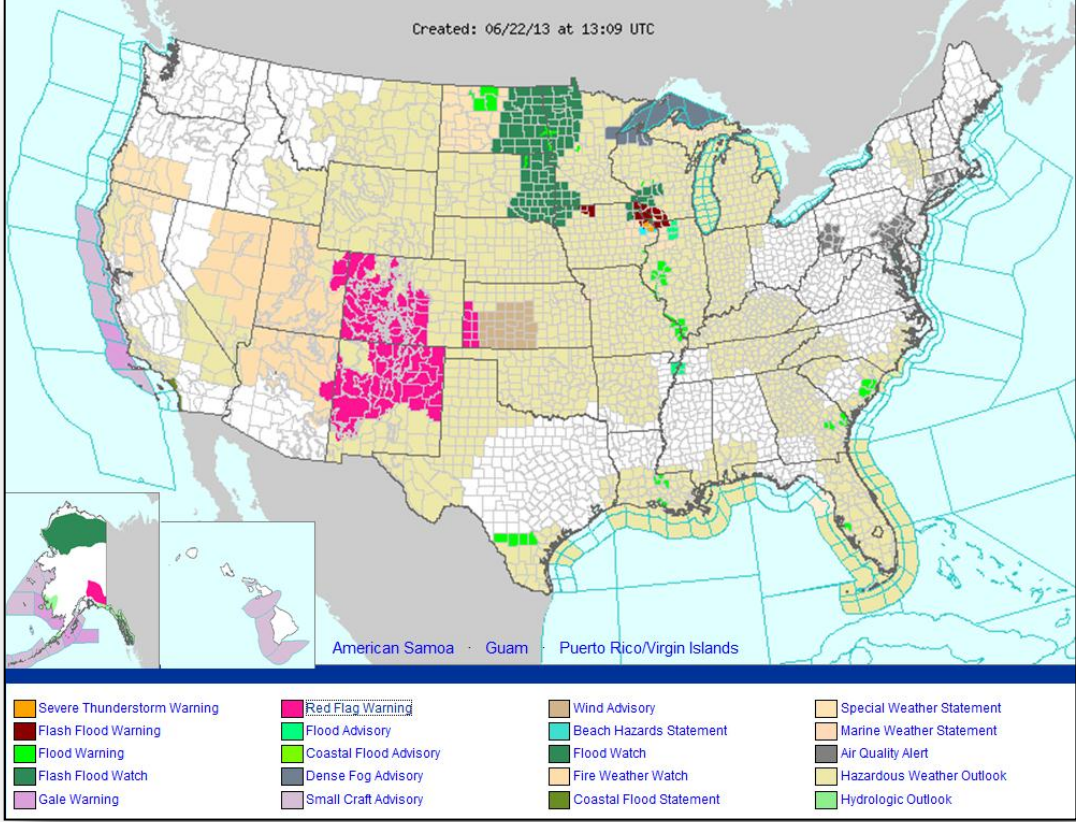 Created: 06/22/13 at 13:09 UTC
American Samoa · Guam · Puerto Rico/Virgin Islands
Severe Thunderstorm Warning
Flash Flood Warning
Flood Warning
Flash Flood Watch
Gale Warning
Red Flag Warning
Flood Advisory
Coastal Flood Advisory
Dense Fog Advisory
Small Craft Advisory
Wind Advisory
Beach Hazards Statement
Flood Watch
Fire Weather Watch
Coastal Flood Statement
Special Weather Statement
Marine Weather Statement
Air Quality Alert
Hazardous Weather Outlook
Hydrologic Outlook